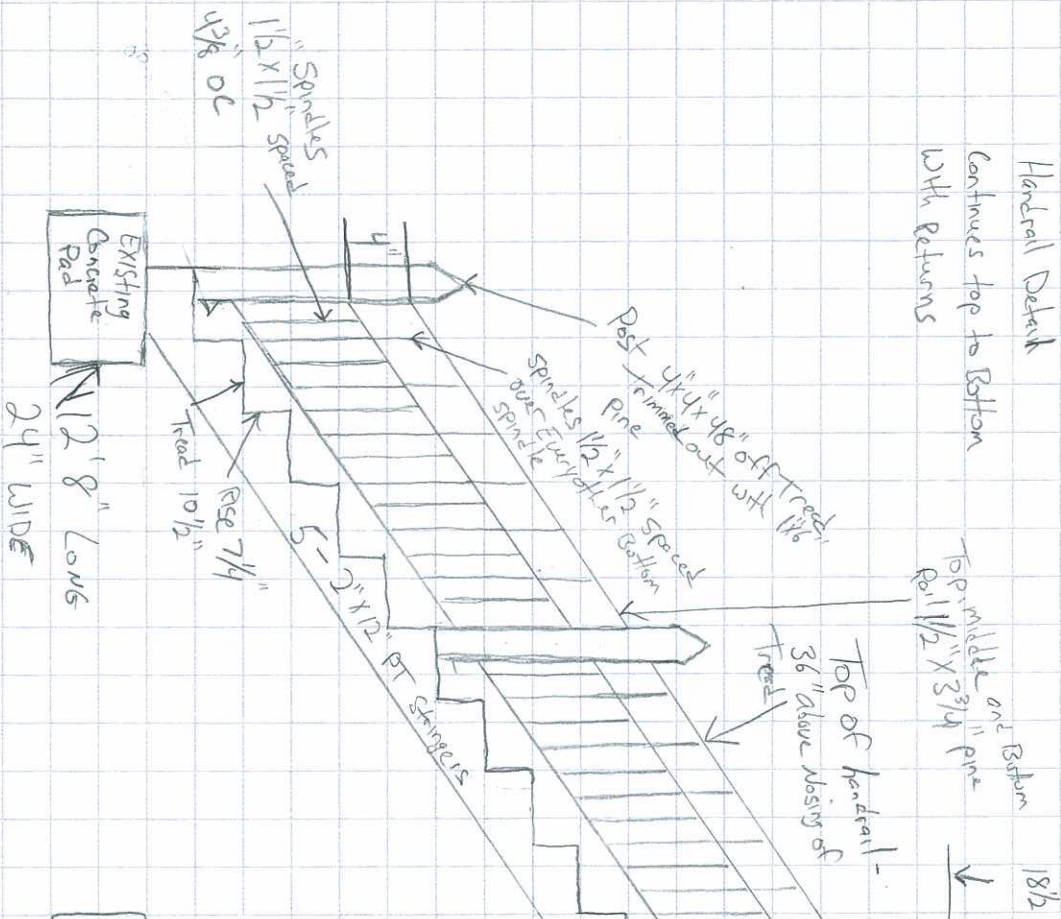 Handrail Detail
Continues top to Bottom
With Returns
18 1/2
Top, middle and Bottom
Rail 1 1/2" X 3 3/4" pine
Top of handrail -
36" above Nosing of
Tread
Post 4"x4"x48" off Tread
trimmed out with 1x6
Pine
Spindles 1 1/2" X 1 1/2" spaced
over Every other Bottom
spindle
4"
Spindles
1 1/2" X 1 1/2" spaced
4 3/8" OC
Existing
Concrete
Pad
12' 8" LONG
24" WIDE
Tread 10 1/2"
Rise 7 1/4"
5 - 2" X 12" PT Stringers